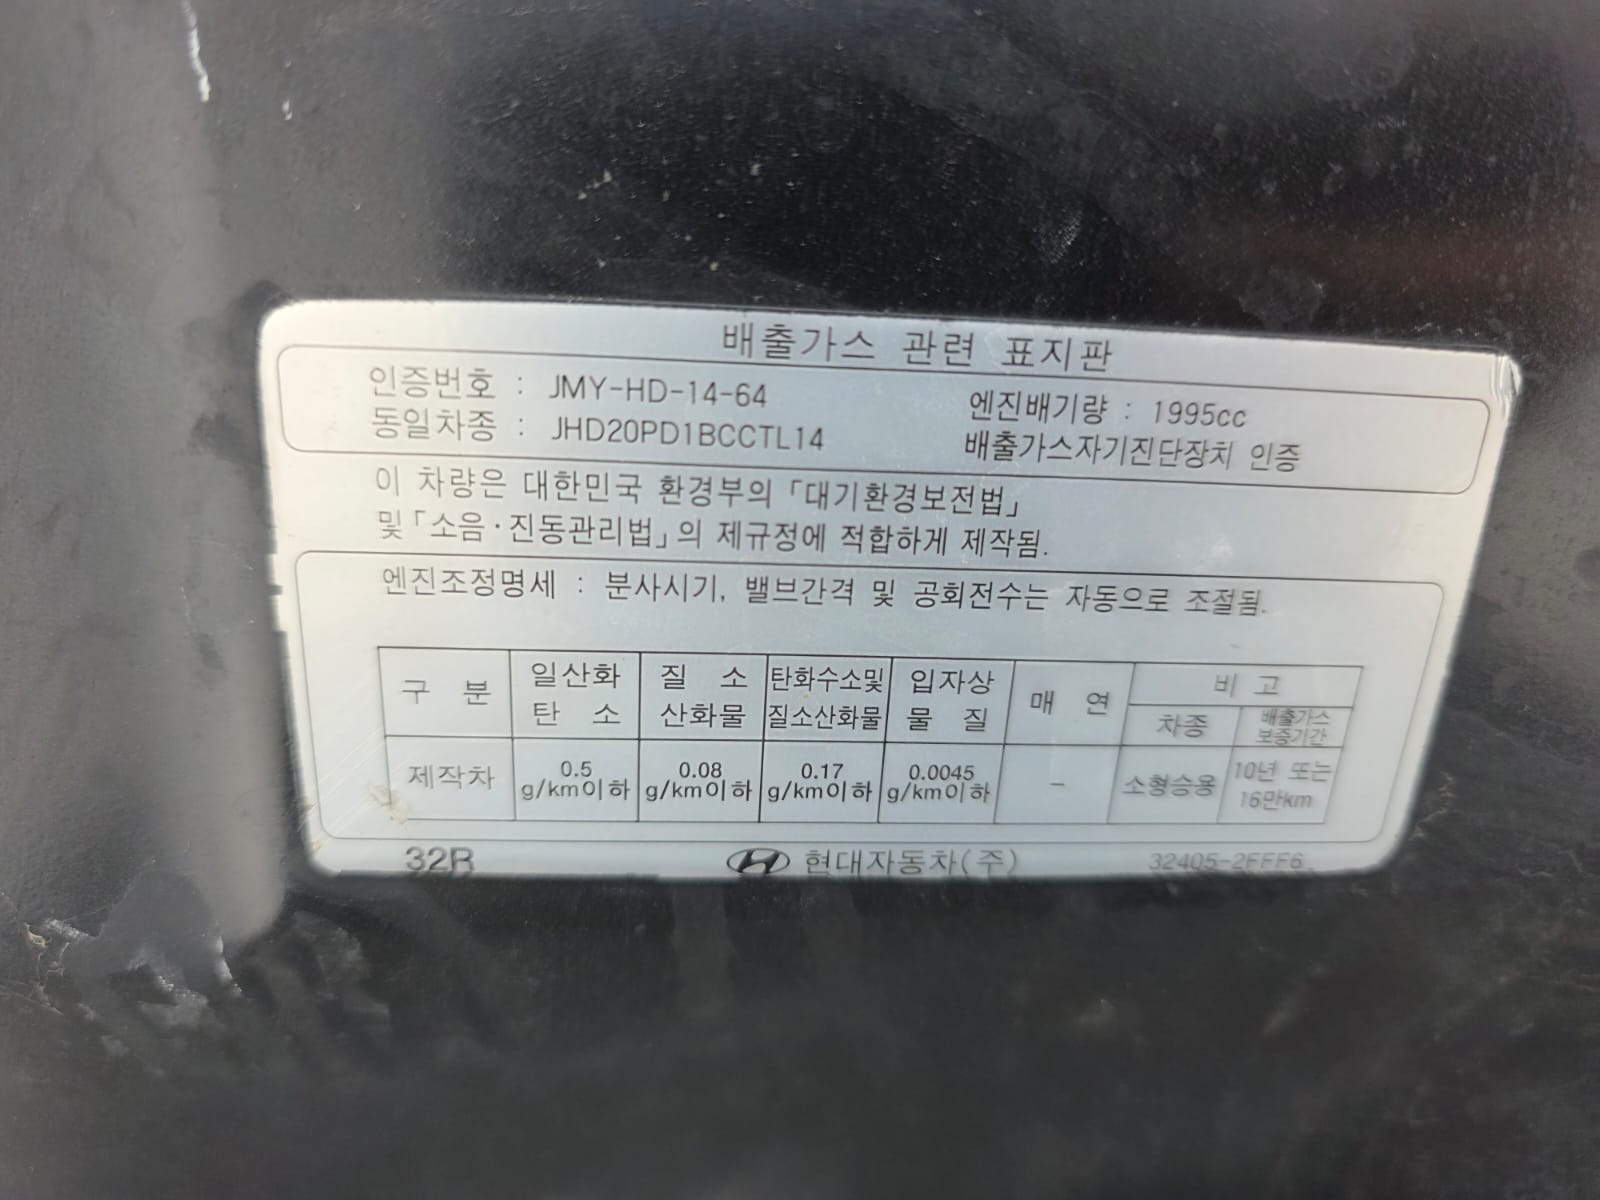 배출가스 관련 표지판
인증번호 : JMY-HD-14-64 엔진배기량 : 1995cc
동일차종 : JHD20PD1BCCTL14 배출가스자기진단장치 인증
이 차량은 대한민국 환경부의 「대기환경보전법」
및 「소음·진동관리법」의 제규정에 적합하게 제작됨.
엔진조정명세 : 분사시기, 밸브간격 및 공회전수는 자동으로 조절됨.
구 분 일산화 탄 소 질 소 산화물 탄화수소및 질소산화물 입자상 물 질 매 연 비 고
차종 배출가스 보증기간
제작차 0.5 g/km이하 0.08 g/km이하 0.17 g/km이하 0.0045 g/km이하 - 소형승용 10년 또는 16만km
32R 현대자동차(주) 32405-2FFF6